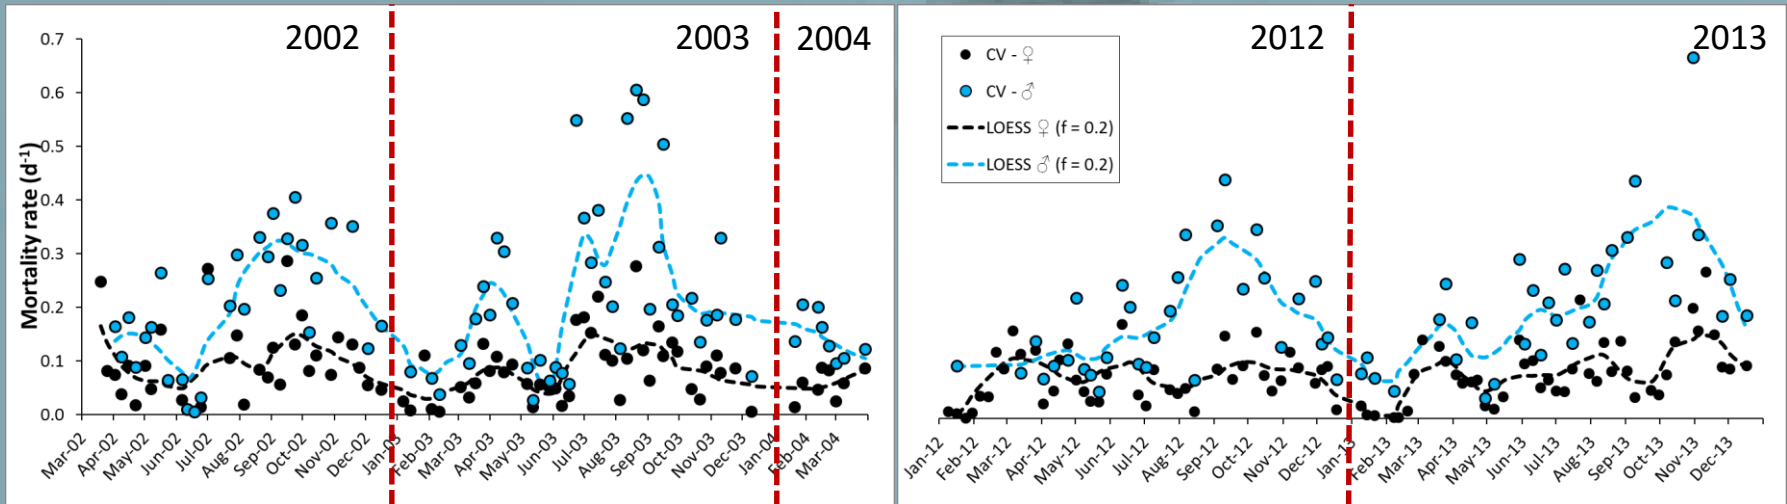 2002
2003
2004
2012
2013
Mortality rate (d-1)
0.7
0.6
0.5
0.4
0.3
0.2
0.1
0.0
Mar-02
Apr-02
May-02
Jun-02
Jul-02
Aug-02
Sep-02
Oct-02
Nov-02
Dec-02
Jan-03
Feb-03
Mar-03
Apr-03
May-03
Jun-03
Jul-03
Aug-03
Sep-03
Oct-03
Nov-03
Dec-03
Jan-04
Feb-04
Mar-04
CV - ♀
CV - ♂
LOESS ♀ (f = 0.2)
LOESS ♂ (f = 0.2)
Jan-12
Feb-12
Mar-12
Apr-12
May-12
Jun-12
Jul-12
Aug-12
Sep-12
Oct-12
Nov-12
Dec-12
Jan-13
Feb-13
Mar-13
Apr-13
May-13
Jun-13
Jul-13
Aug-13
Sep-13
Oct-13
Nov-13
Dec-13